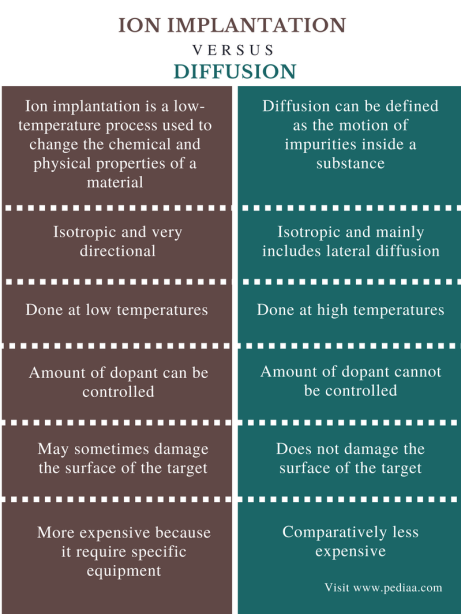 ION IMPLANTATION
VERSUS
DIFFUSION
Ion implantation is a low-
temperature process used to
change the chemical and
physical properties of a
material
Diffusion can be defined
as the motion of
impurities inside a
substance
Isotropic and very
directional
Isotropic and mainly
includes lateral diffusion
Done at low temperatures
Done at high temperatures
Amount of dopant can be
controlled
Amount of dopant cannot
be controlled
May sometimes damage
the surface of the target
Does not damage the
surface of the target
More expensive because
it require specific
equipment
Comparatively less
expensive
Visit www.pediaa.com